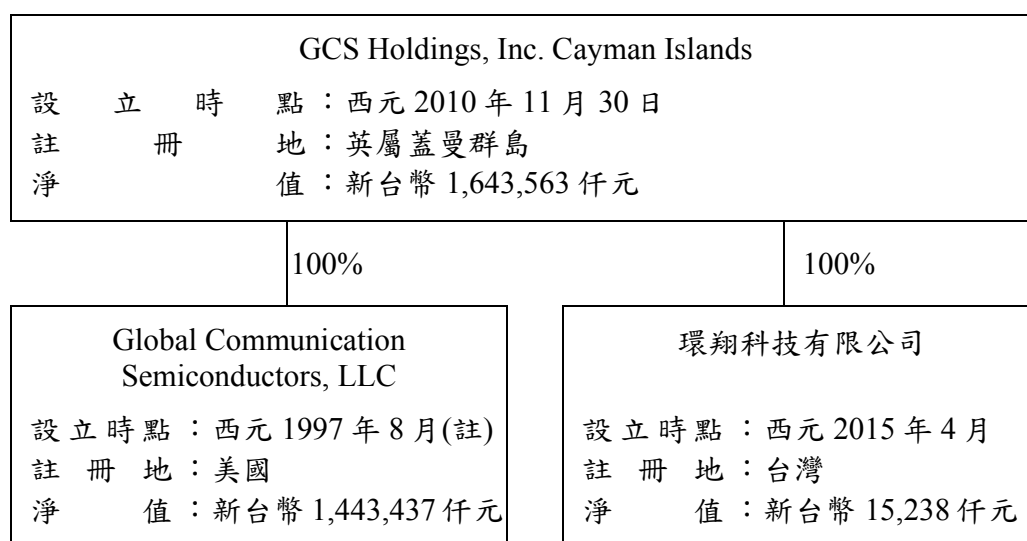 GCS Holdings, Inc. Cayman Islands
設立時點：西元 2010 年 11 月 30 日
註冊地：英屬蓋曼群島
淨值：新台幣 1,643,563 仟元
100%
100%
Global Communication
Semiconductors, LLC
設立時點：西元 1997 年 8 月(註)
註冊地：美國
淨值：新台幣 1,443,437 仟元
環翔科技有限公司
設立時點：西元 2015 年 4 月
註冊地：台灣
淨值：新台幣 15,238 仟元